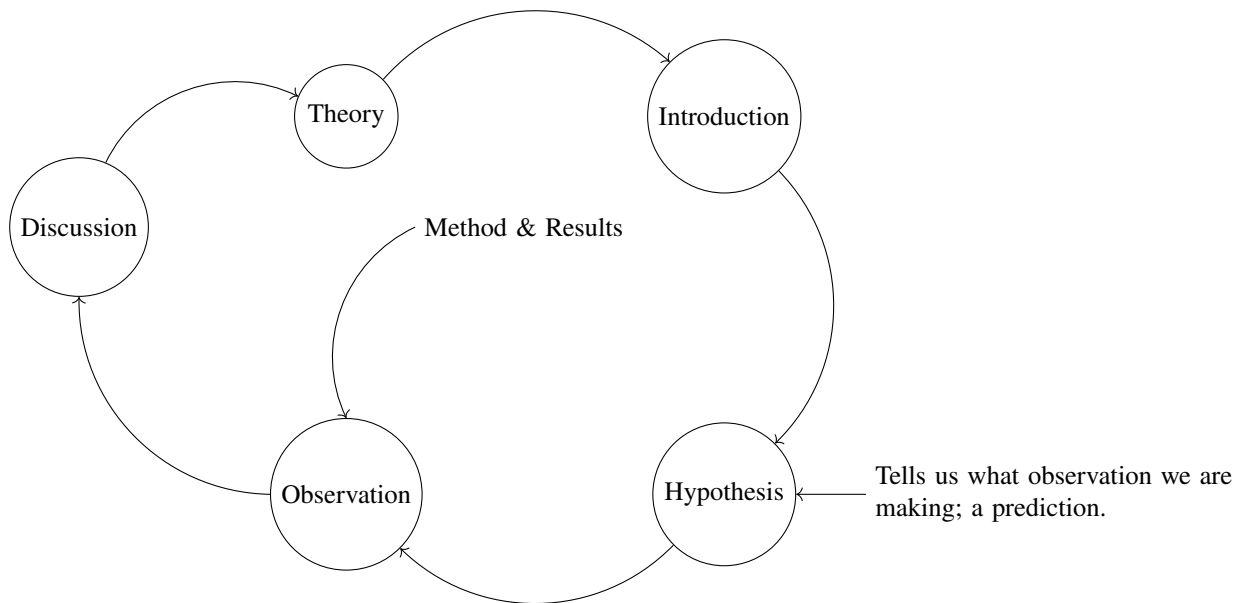 Theory
Introduction
Discussion
Method & Results
Observation
Hypothesis
Tells us what observation we are
making; a prediction.